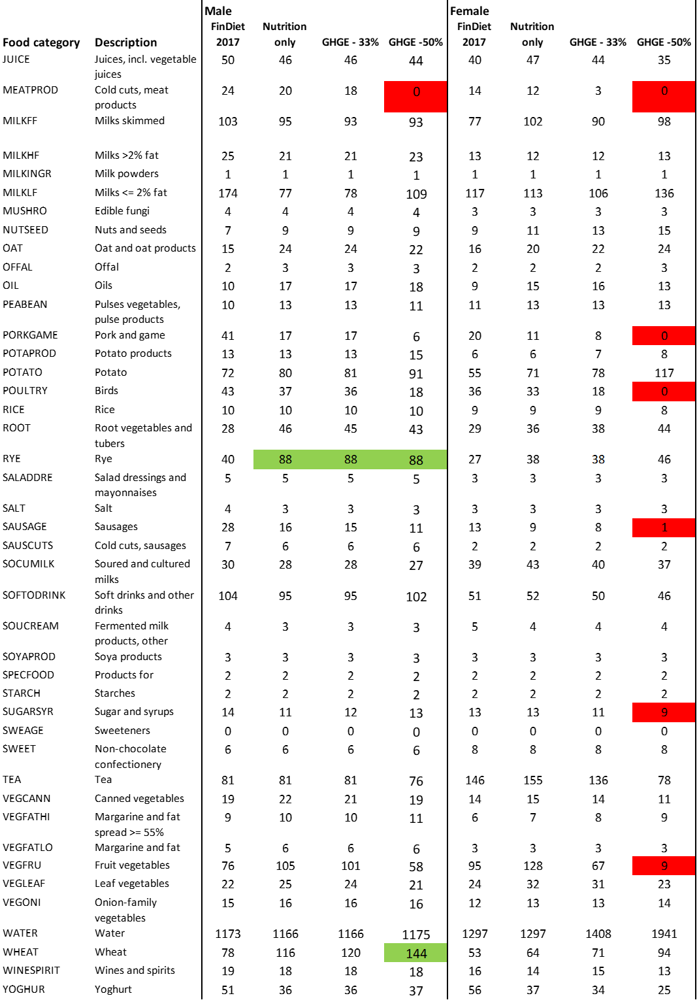 Male Female
FinDiet Nutrition FinDiet Nutrition
Food category Description 2017 only GHGE - 33% GHGE -50% 2017 only GHGE - 33% GHGE -50%
JUICE Juices, incl. vegetable 50 46 46 44 40 47 44 35
juices
MEATPROD Cold cuts, meat 24 20 18 0 14 12 3 0
products
MILKFF Milks skimmed 103 95 93 93 77 102 90 98
MILKHF Milks >2% fat 25 21 21 23 13 12 12 13
MILKINGR Milk powders 1 1 1 1 1 1 1 1
MILKLF Milks <= 2% fat 174 77 78 109 117 113 106 136
MUSHRO Edible fungi 4 4 4 4 3 3 3 3
NUTSEED Nuts and seeds 7 9 9 9 9 11 13 15
OAT Oat and oat products 15 24 24 22 16 20 22 24
OFFAL Offal 2 3 3 3 2 2 2 3
OIL Oils 10 17 17 18 9 15 16 13
PEABEAN Pulses vegetables, 10 13 13 11 11 13 13 13
pulse products
PORKGAME Pork and game 41 17 17 6 20 11 8 0
POTAPROD Potato products 13 13 13 15 6 6 7 8
POTATO Potato 72 80 81 91 55 71 78 117
POULTRY Birds 43 37 36 18 36 33 18 0
RICE Rice 10 10 10 10 9 9 9 8
ROOT Root vegetables and 28 46 45 43 29 36 38 44
tubers
RYE Rye 40 88 88 88 27 38 38 46
SALADDRE Salad dressings and 5 5 5 5 3 3 3 3
mayonnaises
SALT Salt 4 3 3 3 3 3 3 3
SAUSAGE Sausages 28 16 15 11 13 9 8 1
SAUSCUTS Cold cuts, sausages 7 6 6 6 2 2 2 2
SOCUMILK Soured and cultured 30 28 28 27 39 43 40 37
milks
SOFTODRINK Soft drinks and other 104 95 95 102 51 52 50 46
drinks
SOUCREAM Fermented milk 4 3 3 3 5 4 4 4
products, other
SOYAPROD Soya products 3 3 3 3 3 3 3 3
SPECFOOD Products for 2 2 2 2 2 2 2 2
STARCH Starches 2 2 2 2 2 2 2 2
SUGARSYR Sugar and syrups 14 11 12 13 13 13 11 9
SWEAGE Sweeteners 0 0 0 0 0 0 0 0
SWEET Non-chocolate 6 6 6 6 8 8 8 8
confectionery
TEA Tea 81 81 81 76 146 155 136 78
VEGCANN Canned vegetables 19 22 21 19 14 15 14 11
VEGFATHI Margarine and fat 9 10 10 11 6 7 8 9
spread >= 55%
VEGFATLO Margarine and fat 5 6 6 6 3 3 3 3
VEGFRU Fruit vegetables 76 105 101 58 95 128 67 9
VEGLEAF Leaf vegetables 22 25 24 21 24 32 31 23
VEGONI Onion-family 15 16 16 16 12 13 13 14
vegetables
WATER Water 1173 1166 1166 1175 1297 1297 1408 1941
WHEAT Wheat 78 116 120 144 53 64 71 94
WINESPIRIT Wines and spirits 19 18 18 18 16 14 15 13
YOGHUR Yoghurt 51 36 36 37 56 37 34 25